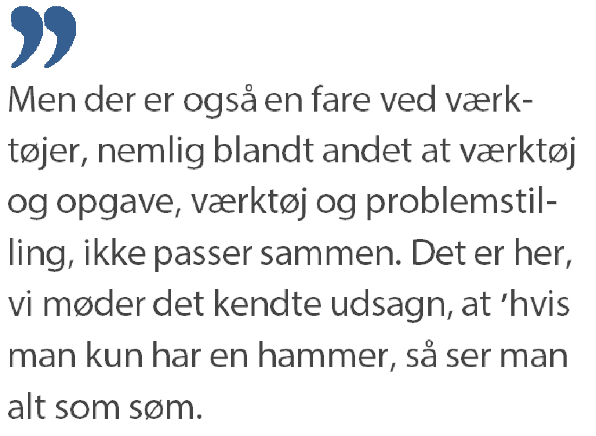 ”
Men der er også en fare ved værk-
tøjer, nemlig blandt andet at værktøj
og opgave, værktøj og problemstil-
ling, ikke passer sammen. Det er her,
vi møder det kendte udsagn, at ’hvis
man kun har en hammer, så ser man
alt som søm.